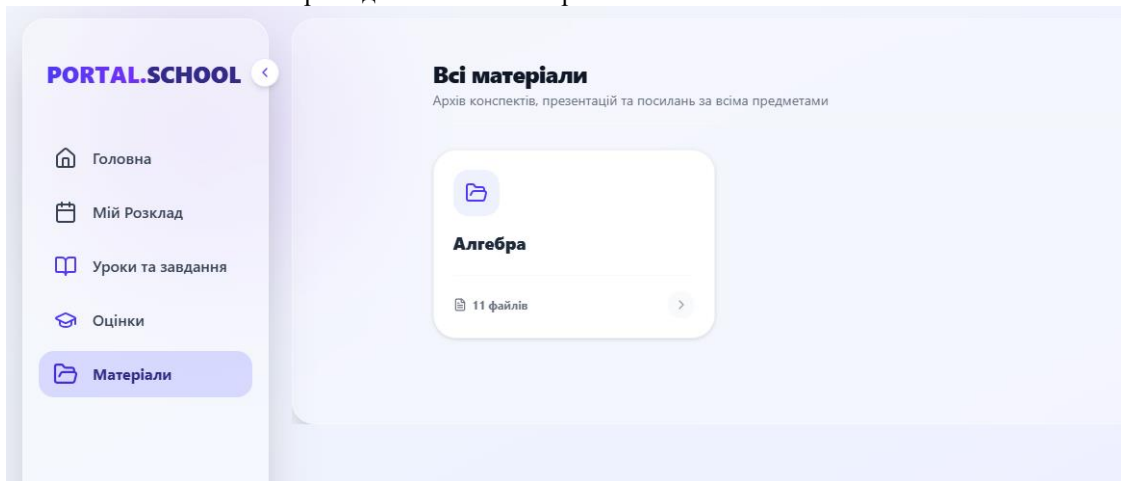 PORTAL.SCHOOL
Головна
Мій Розклад
Уроки та завдання
Оцінки
Матеріали
Всі матеріали
Архів конспектів, презентацій та посилань за всіма предметами
Алгебра
11 файлів